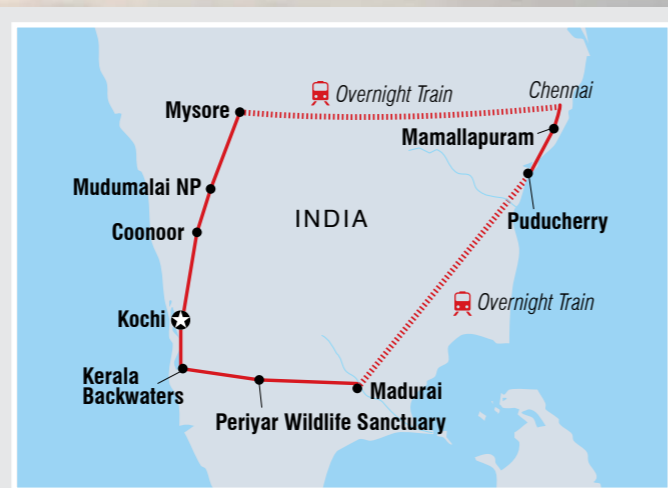 Overnight Train
Chennai
Mysore
Mamallapuram
Mudumalai NP
INDIA
Puducherry
Coonoor
Overnight Train
Kochi
Kerala
Backwaters
Madurai
Periyar Wildlife Sanctuary